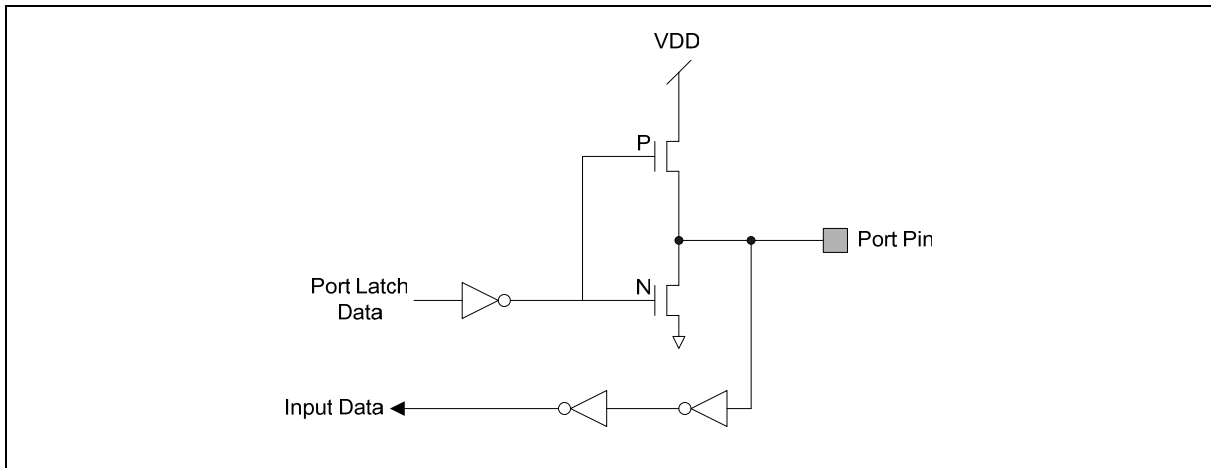 VDD
P
Port Pin
N
Port Latch
Data
Input Data